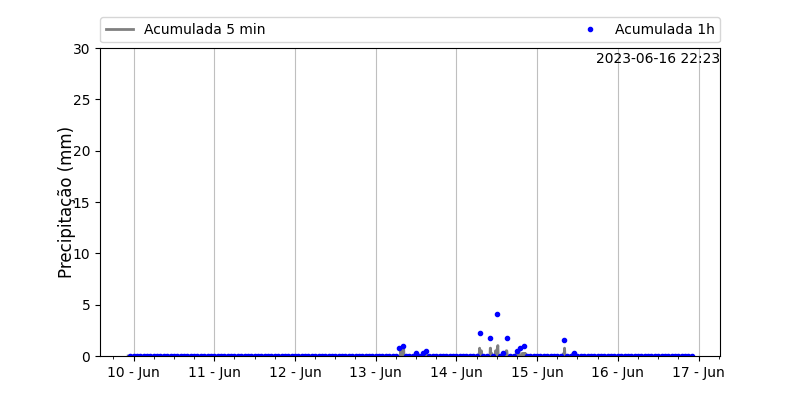 Acumulada 5 min
Acumulada 1h
2023-06-16 22:23
Precipitação (mm)
30
25
20
15
10
5
0
10 - Jun
11 - Jun
12 - Jun
13 - Jun
14 - Jun
15 - Jun
16 - Jun
17 - Jun